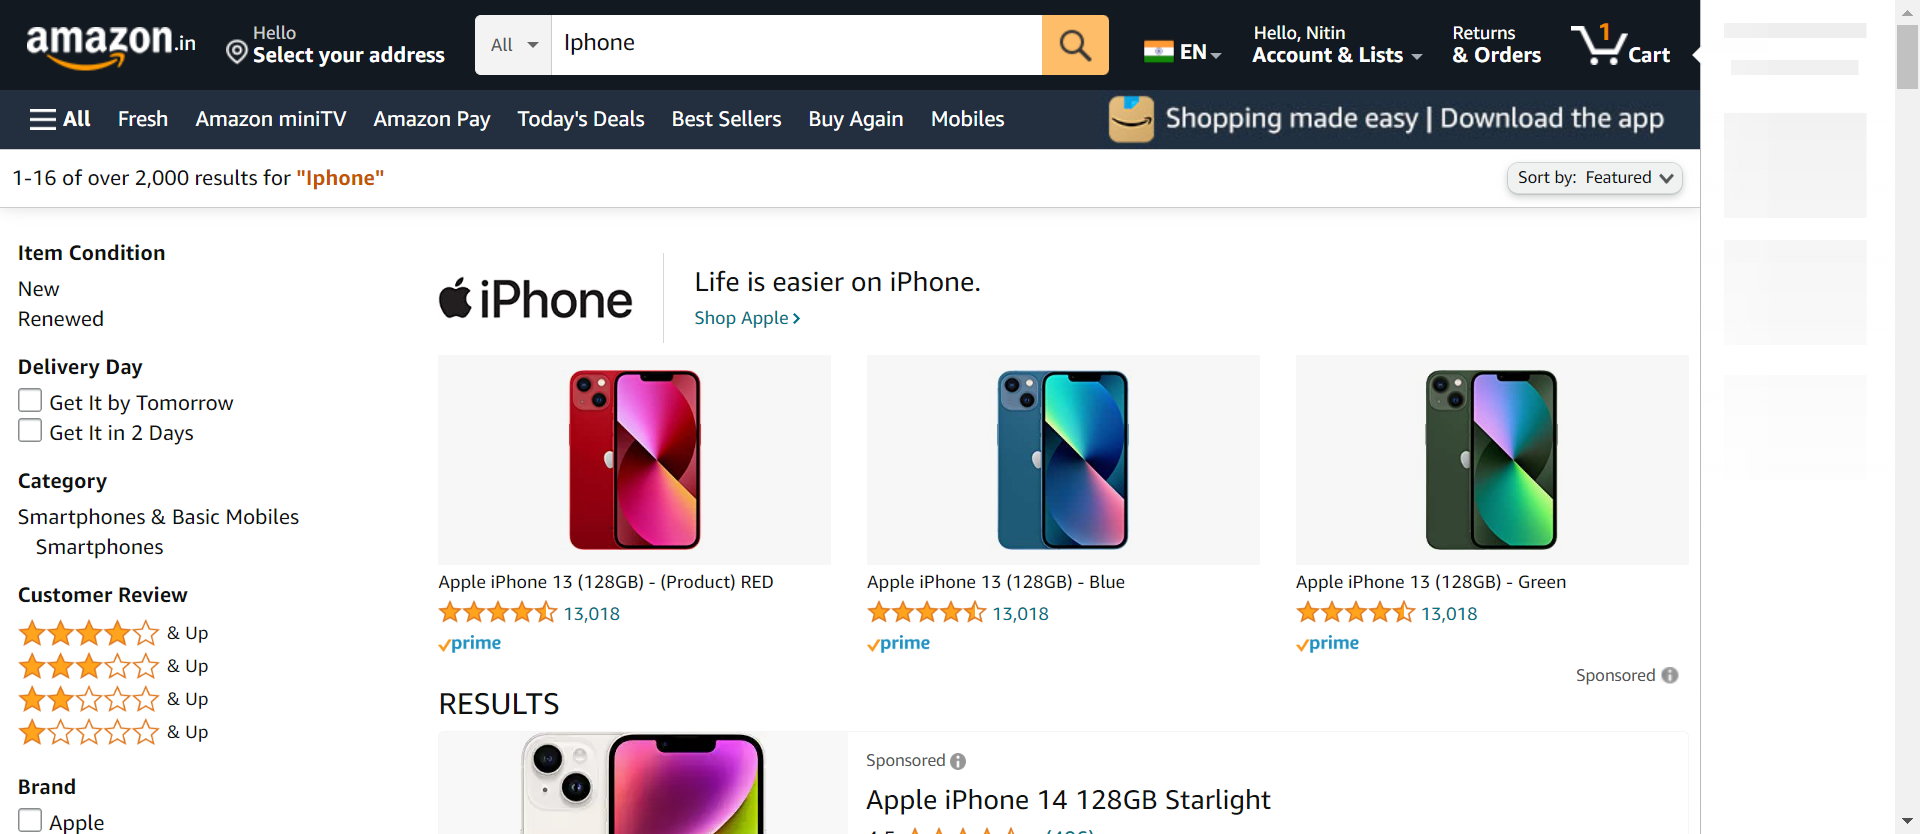 amazon.in
Hello
Select your address
All
Iphone
EN
Hello, Nitin
Account & Lists
Returns
& Orders
1
Cart
All
Fresh
Amazon miniTV
Amazon Pay
Today's Deals
Best Sellers
Buy Again
Mobiles
Shopping made easy | Download the app
1-16 of over 2,000 results for "Iphone"
Sort by: Featured
Item Condition
New
Renewed
Delivery Day
Get It by Tomorrow
Get It in 2 Days
Category
Smartphones & Basic Mobiles
Smartphones
Customer Review
& Up
& Up
& Up
& Up
Brand
Apple
iPhone
Life is easier on iPhone.
Shop Apple
Apple iPhone 13 (128GB) - (Product) RED
13,018
prime
Apple iPhone 13 (128GB) - Blue
13,018
prime
Apple iPhone 13 (128GB) - Green
13,018
prime
Sponsored
RESULTS
Sponsored
Apple iPhone 14 128GB Starlight